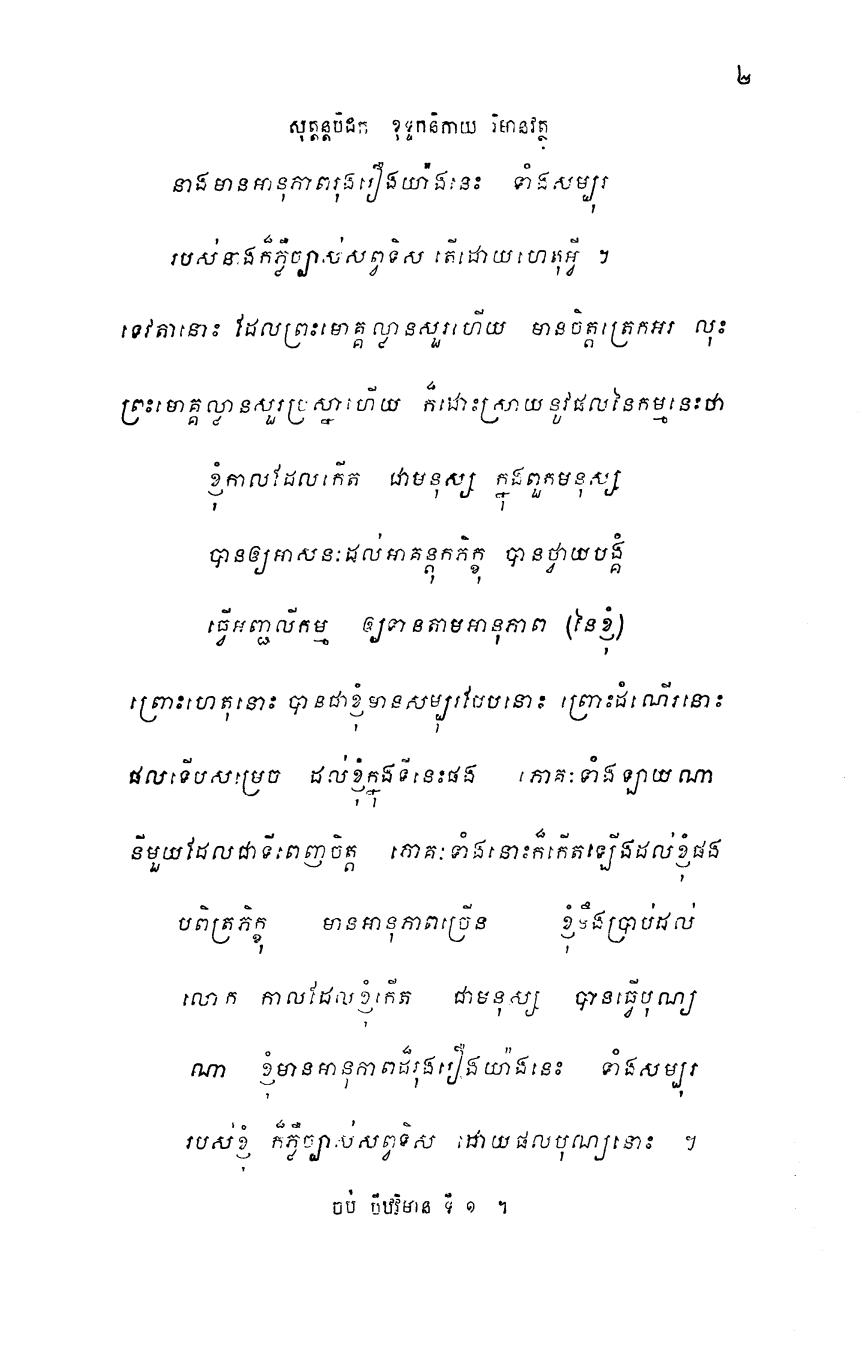 ២
សុត្តន្តបិដក ខុទ្ទកនិកាយ វិមានវត្ថុ
នាងមានអានុភាពរុងរឿងយ៉ាងនេះ ទាំងសម្បុរ
របស់នាងក៏ភ្លឺច្បាស់សព្វទិស តើដោយហេតុអ្វី ។
ទេវតានោះ ដែលព្រះមោគ្គល្លានសួរហើយ មានចិត្តត្រេកអរ លុះ
ព្រះមោគ្គល្លានសួរប្រស្នាហើយ ក៏ដោះស្រាយនូវផលនៃកម្មនេះថា
ខ្ញុំកាលដែលកើត ជាមនុស្ស ក្នុងពួកមនុស្ស
បានឲ្យអាសនៈដល់អាគន្តុកភិក្ខុ បានថ្វាយបង្គំ
ធ្វើអញ្ជលីកម្ម ឲ្យទានតាមអានុភាព (នៃខ្ញុំ)
ព្រោះហេតុនោះ បានជាខ្ញុំមានសម្បុរបែបនោះ ព្រោះដំណើរនោះ
ផលទើបសម្រេច ដល់ខ្ញុំក្នុងទីនេះផង ភោគៈទាំងឡាយណា
នីមួយដែលជាទីពេញចិត្ត ភោគៈទាំងនោះក៏កើតឡើងដល់ខ្ញុំផង
បពិត្រភិក្ខុ មានអានុភាពច្រើន ខ្ញុំនឹងប្រាប់ដល់
លោក កាលដែលខ្ញុំកើត ជាមនុស្ស បានធ្វើបុណ្យ
ណា ខ្ញុំមានអានុភាពដ៏រុងរឿងយ៉ាងនេះ ទាំងសម្បុរ
របស់ខ្ញុំ ក៏ភ្លឺច្បាស់សព្វទិស ដោយផលបុណ្យនោះ ។
ចប់ បីឋវិមាន ទី ១ ។